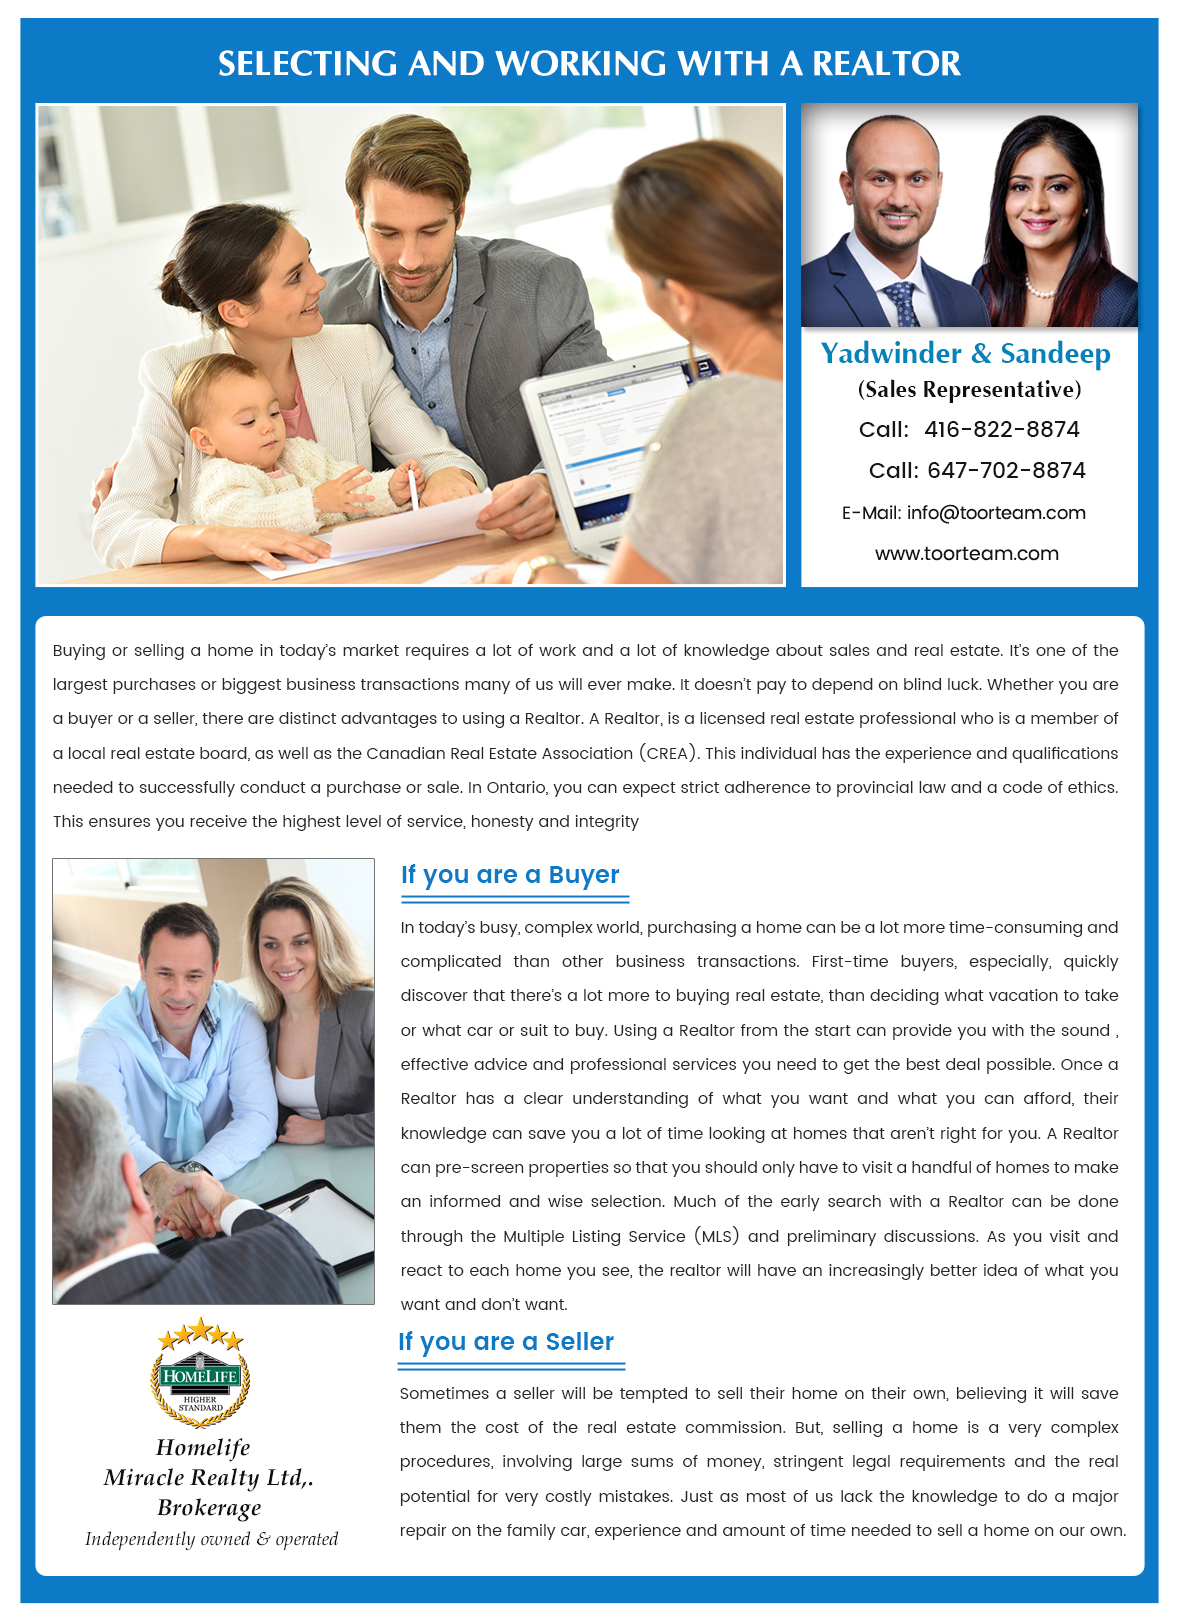 SELECTING AND WORKING WITH A REALTOR
Yadwinder & Sandeep
(Sales Representative)
Call: 416-822-8874
Call: 647-702-8874
E-Mail: info@toorteam.com
www.toorteam.com
Buying or selling a home in today's market requires a lot of work and a lot of knowledge about sales and real estate. It's one of the
largest purchases or biggest business transactions many of us will ever make. It doesn't pay to depend on blind luck. Whether you are
a buyer or a seller, there are distinct advantages to using a Realtor. A Realtor, is a licensed real estate professional who is a member of
a local real estate board, as well as the Canadian Real Estate Association (CREA). This individual has the experience and qualifications
needed to successfully conduct a purchase or sale. In Ontario, you can expect strict adherence to provincial law and a code of ethics.
This ensures you receive the highest level of service, honesty and integrity
If you are a Buyer
In today's busy, complex world, purchasing a home can be a lot more time-consuming and
complicated than other business transactions. First-time buyers, especially, quickly
discover that there's a lot more to buying real estate, than deciding what vacation to take
or what car or suit to buy. Using a Realtor from the start can provide you with the sound ,
effective advice and professional services you need to get the best deal possible. Once a
Realtor has a clear understanding of what you want and what you can afford, their
knowledge can save you a lot of time looking at homes that aren't right for you. A Realtor
can pre-screen properties so that you should only have to visit a handful of homes to make
an informed and wise selection. Much of the early search with a Realtor can be done
through the Multiple Listing Service (MLS) and preliminary discussions. As you visit and
react to each home you see, the realtor will have an increasingly better idea of what you
want and don't want.
If you are a Seller
Sometimes a seller will be tempted to sell their home on their own, believing it will save
them the cost of the real estate commission. But, selling a home is a very complex
procedures, involving large sums of money, stringent legal requirements and the real
potential for very costly mistakes. Just as most of us lack the knowledge to do a major
repair on the family car, experience and amount of time needed to sell a home on our own.
HOMELIFE
HIGHER
STANDARD
Homelife
Miracle Realty Ltd,.
Brokerage
Independently owned & operated